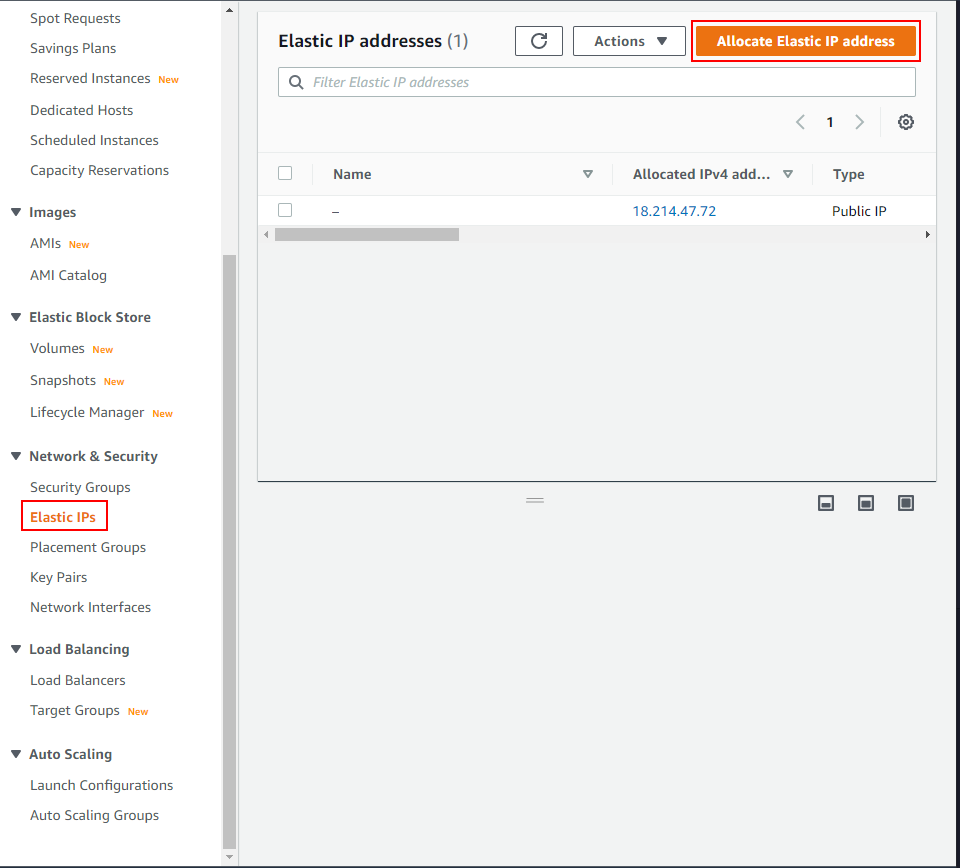 Spot Requests
Savings Plans
Reserved Instances New
Dedicated Hosts
Scheduled Instances
Capacity Reservations
Images
AMIs New
AMI Catalog
Elastic Block Store
Volumes New
Snapshots New
Lifecycle Manager New
Network & Security
Security Groups
Elastic IPs
Placement Groups
Key Pairs
Network Interfaces
Load Balancing
Load Balancers
Target Groups New
Auto Scaling
Launch Configurations
Auto Scaling Groups
Elastic IP addresses (1)
Actions
Allocate Elastic IP address
Filter Elastic IP addresses
1
Name Allocated IPv4 add... Type
– 18.214.47.72 Public IP